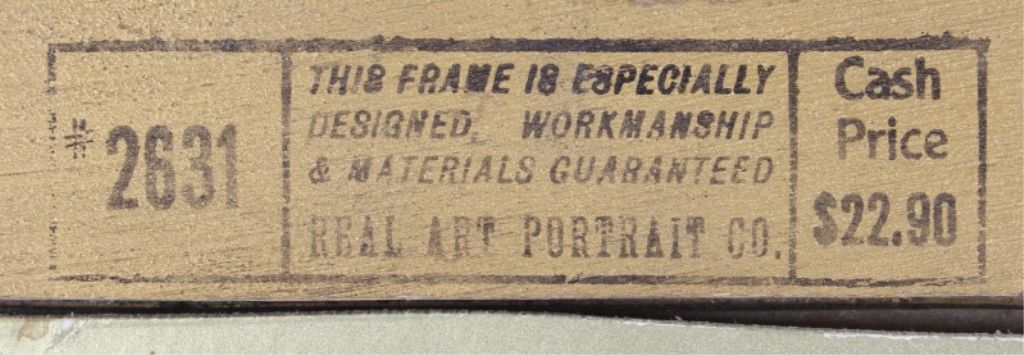 # 2631
THIS FRAME IS ESPECIALLY
DESIGNED, WORKMANSHIP
& MATERIALS GUARANTEED
REAL ART PORTRAIT CO.
Cash
Price
$22.90